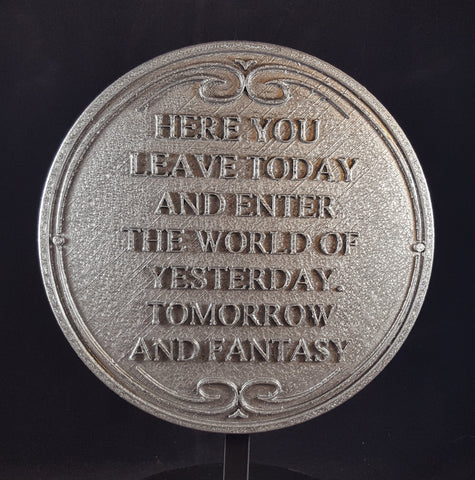 HERE YOU
LEAVE TODAY
AND ENTER
THE WORLD OF
YESTERDAY.
TOMORROW
AND FANTASY